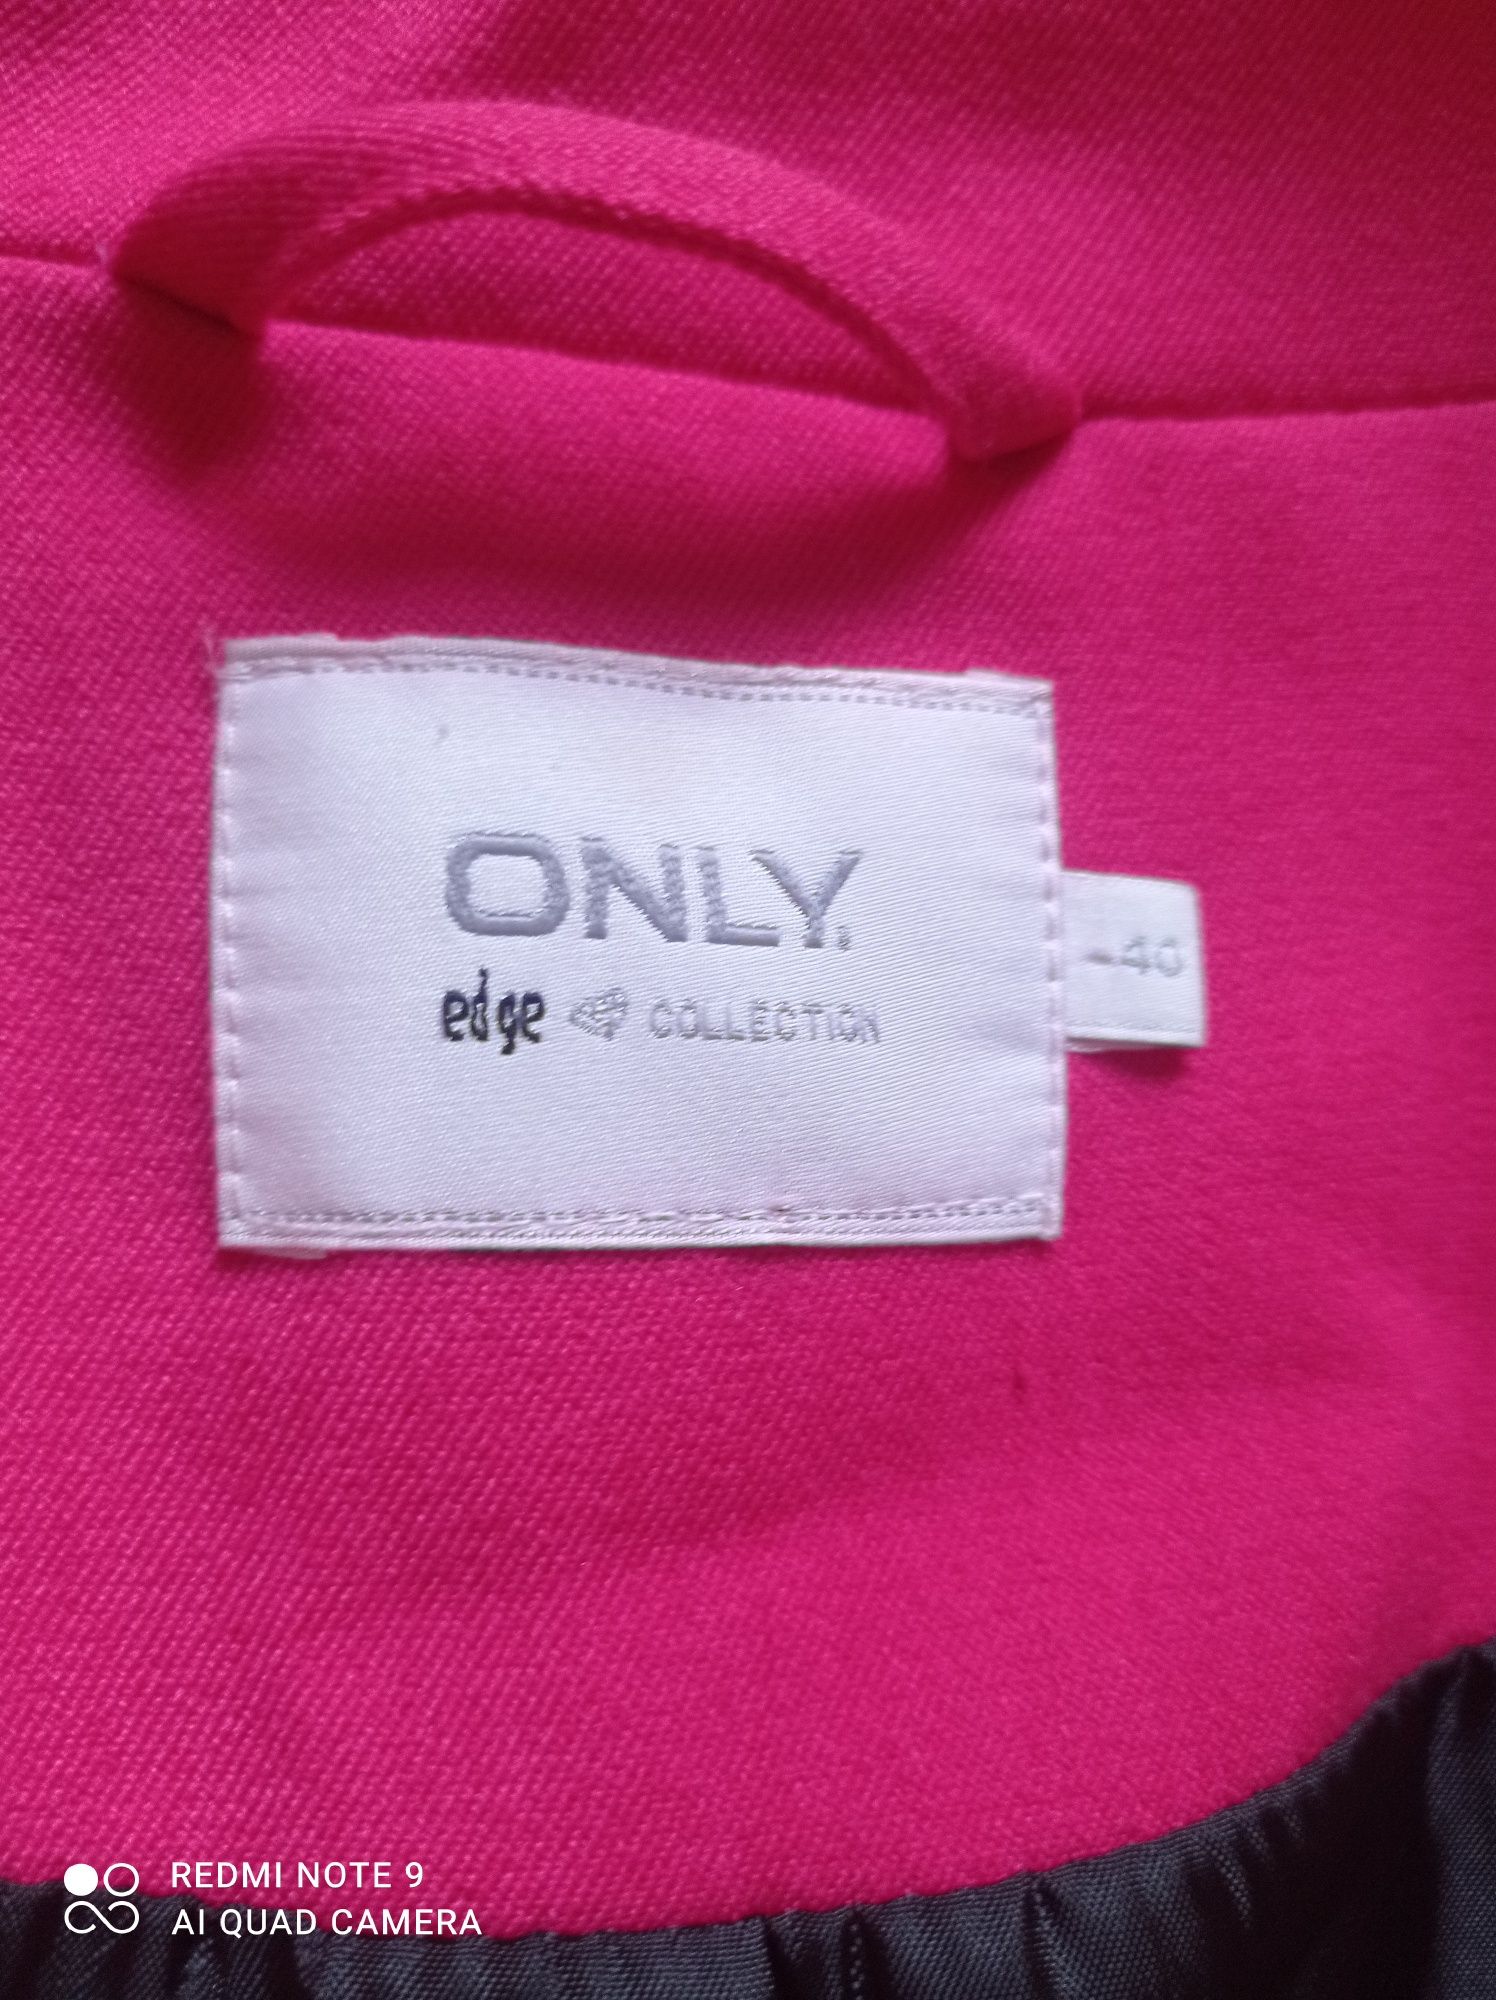 ONLY.
edge COLLECTION
-40
REDMI NOTE 9
AI QUAD CAMERA